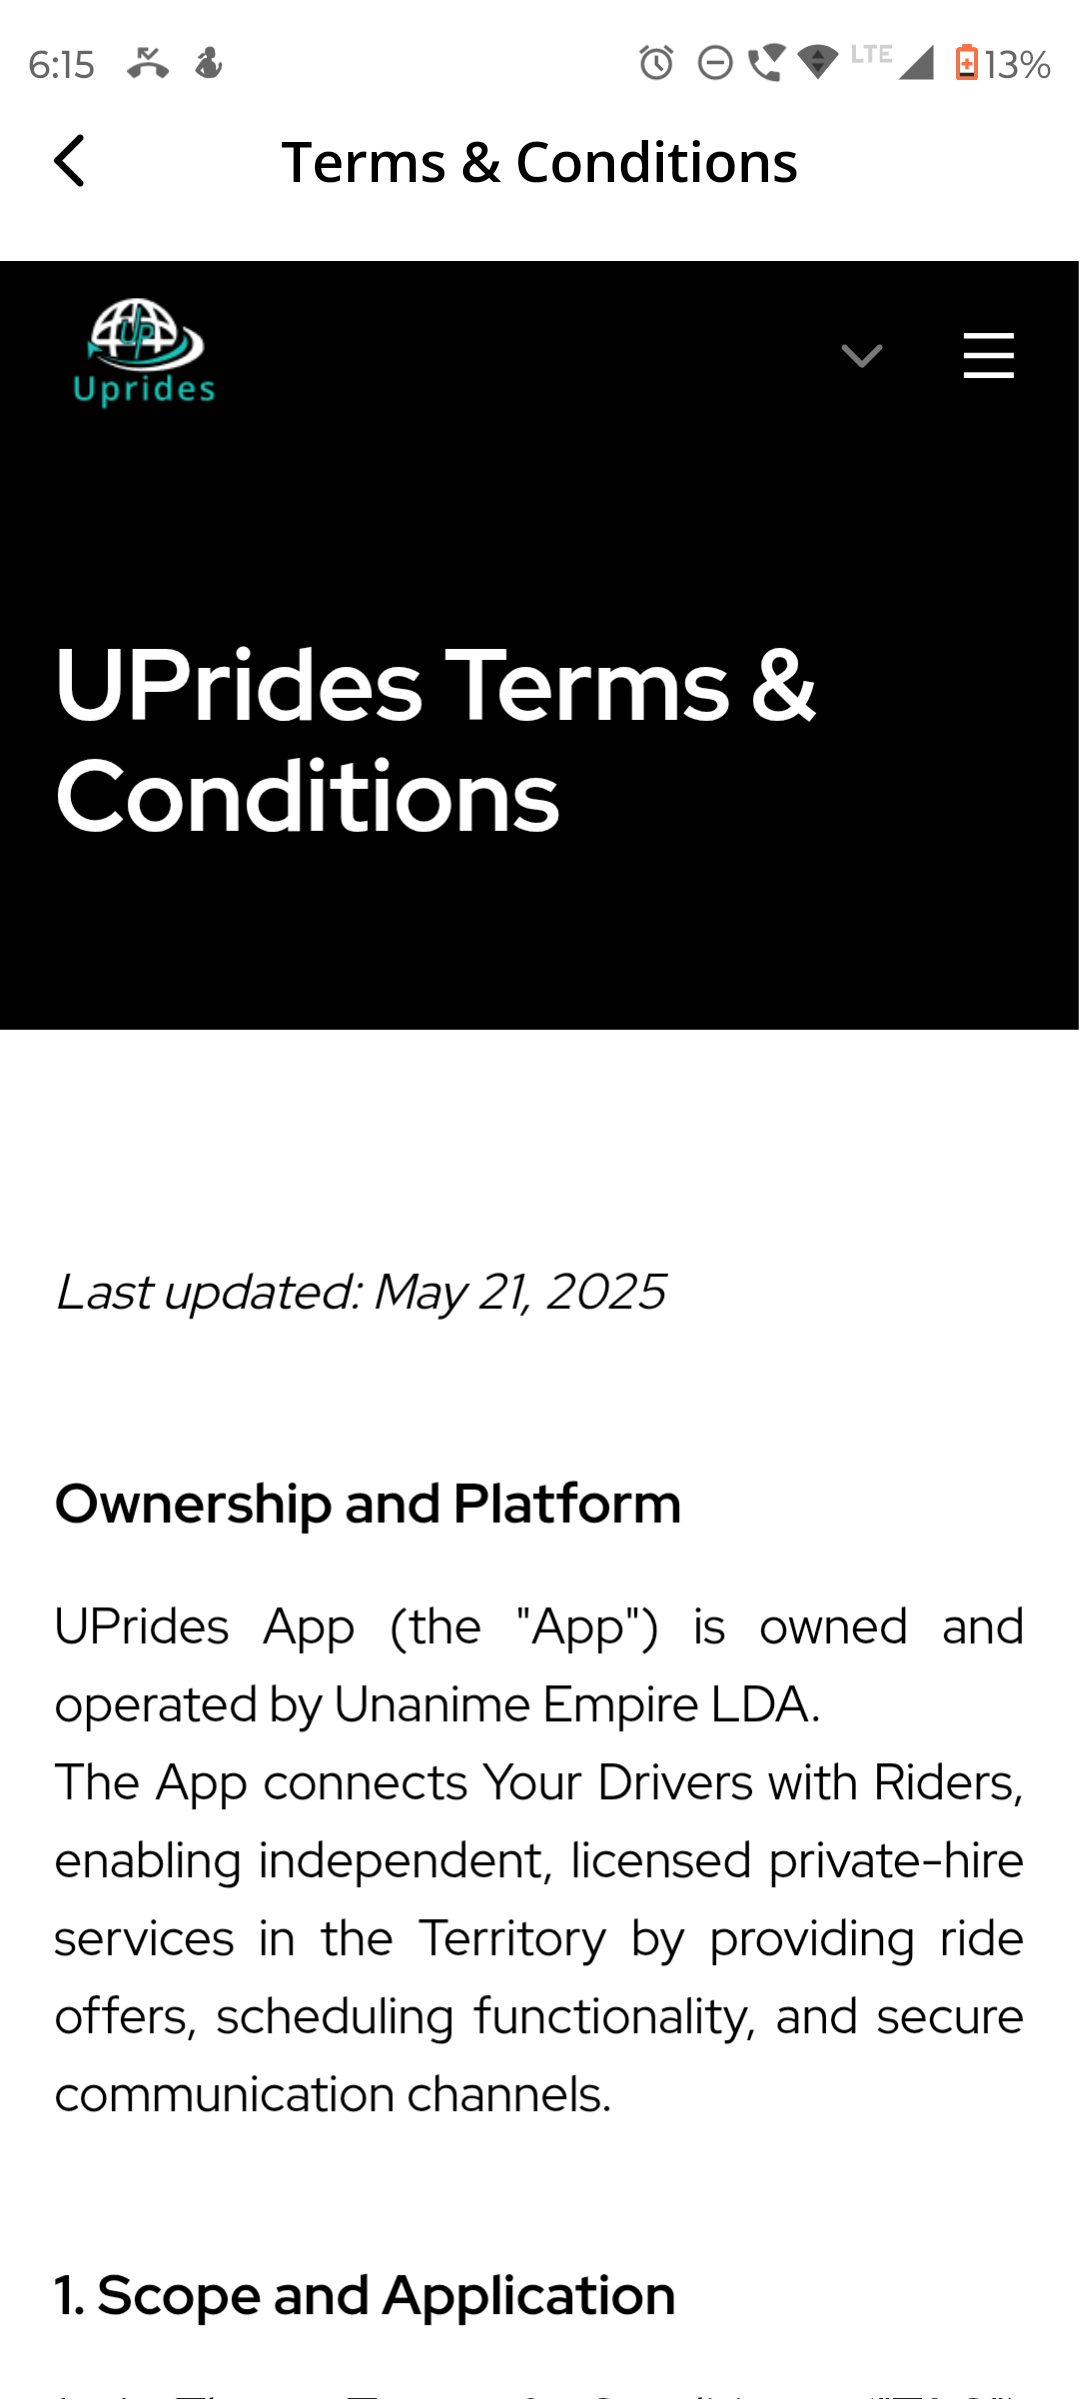 6:15
LTE
13%
Terms & Conditions
UP
Uprides
UPrides Terms &
Conditions
Last updated: May 21, 2025
Ownership and Platform
UPrides App (the "App") is owned and
operated by Unanime Empire LDA.
The App connects Your Drivers with Riders,
enabling independent, licensed private-hire
services in the Territory by providing ride
offers, scheduling functionality, and secure
communication channels.
1. Scope and Application